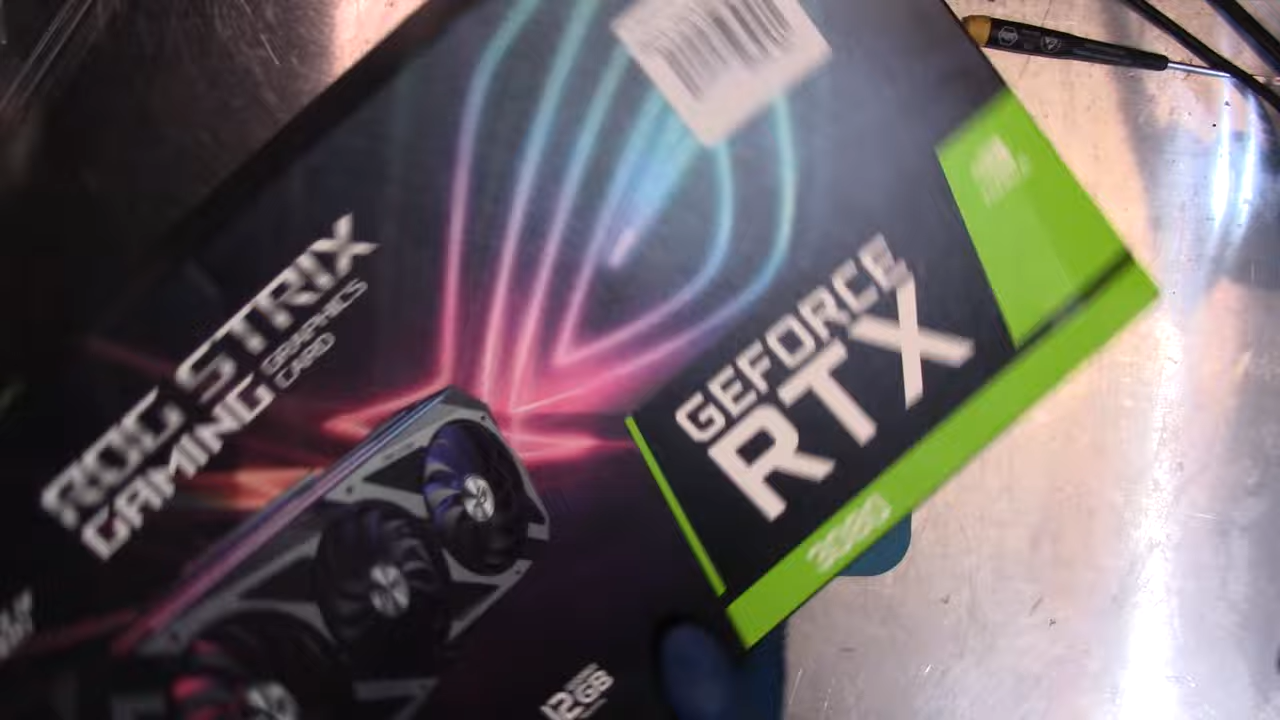 ROG STRIX
GAMING
GRAPHICS
CARD
GEFORCE
RTX
3060
12GB